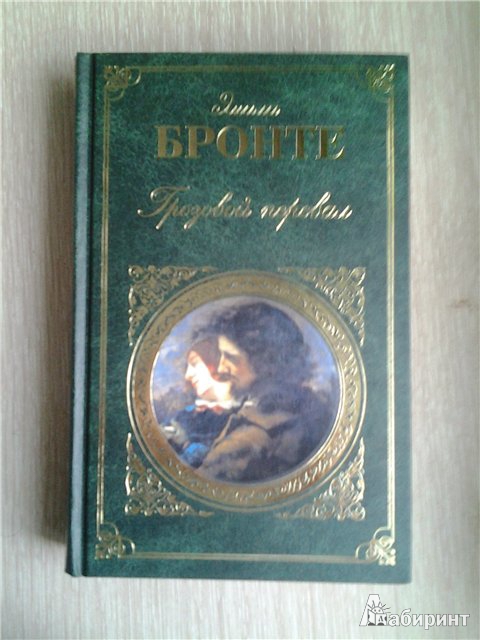 Эмили
БРОНТЕ
Грозовой перевал
Лабиринт